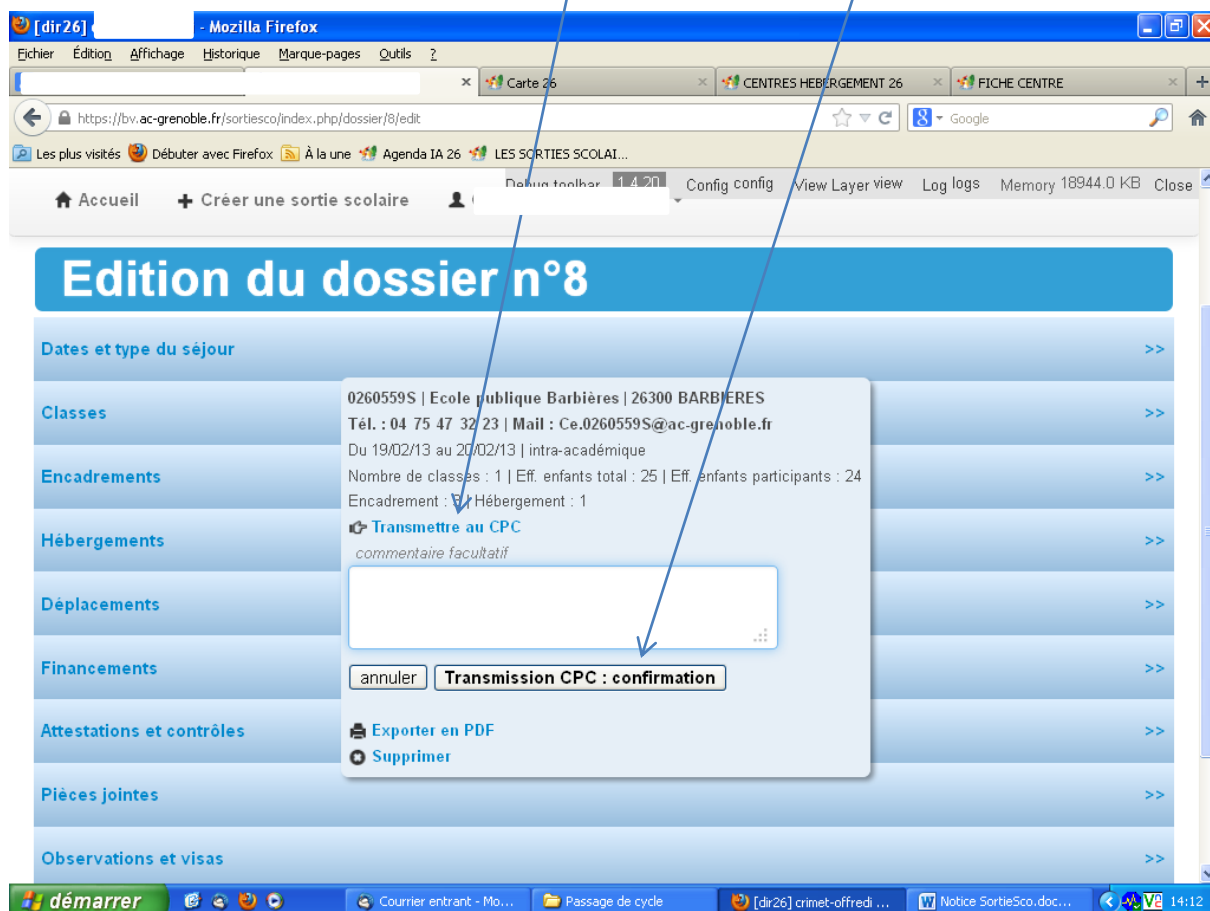 [dir26] - Mozilla Firefox
Fichier Édition Affichage Historique Marque-pages Outils ?
Carte 26 CENTRES HEBERGEMENT 26 FICHE CENTRE
https://bv.ac-grenoble.fr/sortiesco/index.php/dossier/8/edit Google
Les plus visités Débuter avec Firefox À la une Agenda IA 26 LES SORTIES SCOLAI...
Debug toolbar 1.4.20 Config config View Layer view Log logs Memory 18944.0 KB Close
Accueil Créer une sortie scolaire
Edition du dossier n°8
Dates et type du séjour >>
Classes >>
Encadrements >>
Hébergements >>
Déplacements >>
Financements >>
Attestations et contrôles >>
Pièces jointes >>
Observations et visas >>
0260559S | Ecole publique Barbières | 26300 BARBIERES
Tél. : 04 75 47 32 23 | Mail : Ce.0260559S@ac-grenoble.fr
Du 19/02/13 au 20/02/13 | intra-académique
Nombre de classes : 1 | Eff. enfants total : 25 | Eff. enfants participants : 24
Encadrement : | Hébergement : 1
Transmettre au CPC
commentaire facultatif
annuler Transmission CPC : confirmation
Exporter en PDF
Supprimer
démarrer Courrier entrant - Mo... Passage de cycle [dir26] crimet-offredi ... Notice SortieSco.doc... 14:12